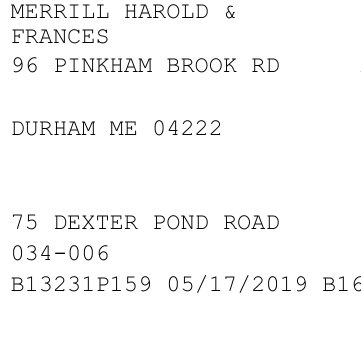 MERRILL HAROLD &
FRANCES
96 PINKHAM BROOK RD
DURHAM ME 04222
75 DEXTER POND ROAD
034-006
B13231P159 05/17/2019 B16